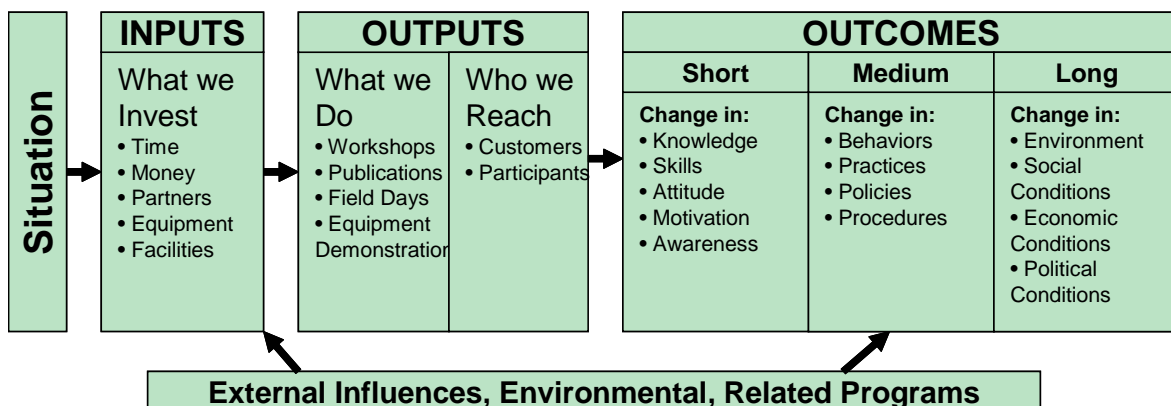 Situation
INPUTS
What we
Invest
• Time
• Money
• Partners
• Equipment
• Facilities
OUTPUTS
What we
Do
• Workshops
• Publications
• Field Days
• Equipment
Demonstration
Who we
Reach
• Customers
• Participants
OUTCOMES
Short
Change in:
• Knowledge
• Skills
• Attitude
• Motivation
• Awareness
Medium
Change in:
• Behaviors
• Practices
• Policies
• Procedures
Long
Change in:
• Environment
• Social
Conditions
• Economic
Conditions
• Political
Conditions
External Influences, Environmental, Related Programs